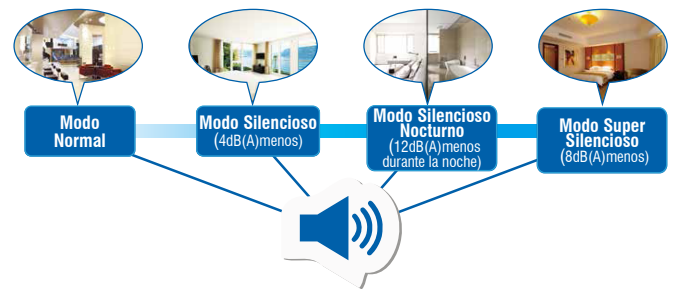 Modo
Normal
Modo Silencioso
(4dB(A)menos)
Modo Silencioso
Nocturno
(12dB(A)menos
durante la noche)
Modo Super
Silencioso
(8dB(A)menos)